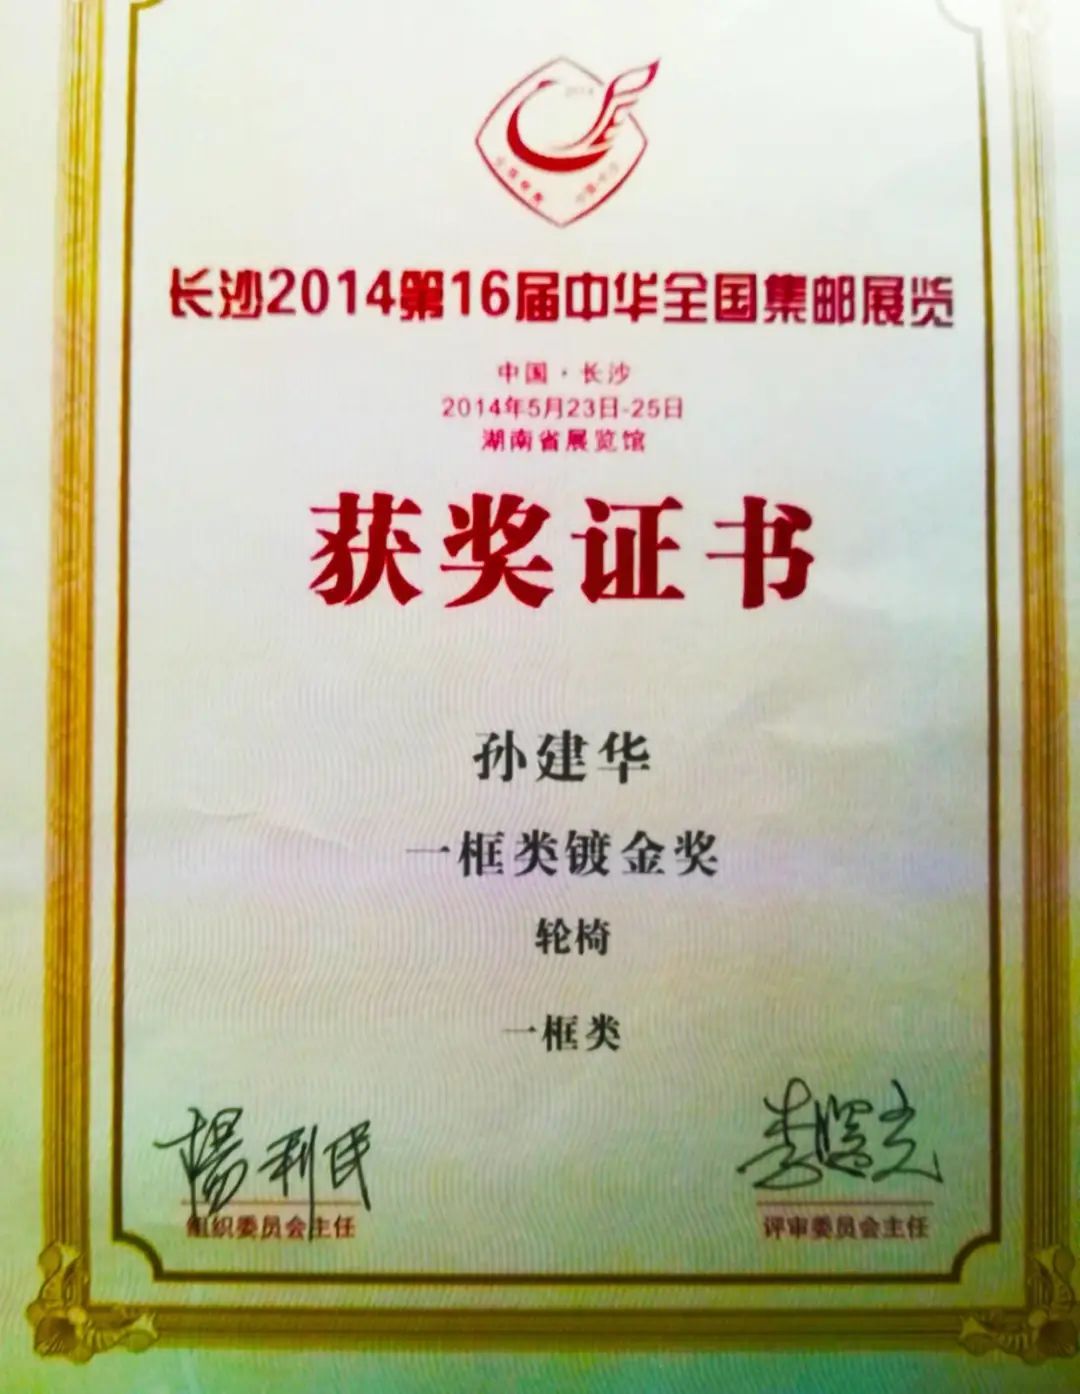 2014
长沙2014第16届中华全国集邮展览
中国·长沙
2014年5月23日-25日
湖南省展览馆
获奖证书
孙建华
一框类镀金奖
轮椅
一框类
楊利民
组织委员会主任
评审委员会主任